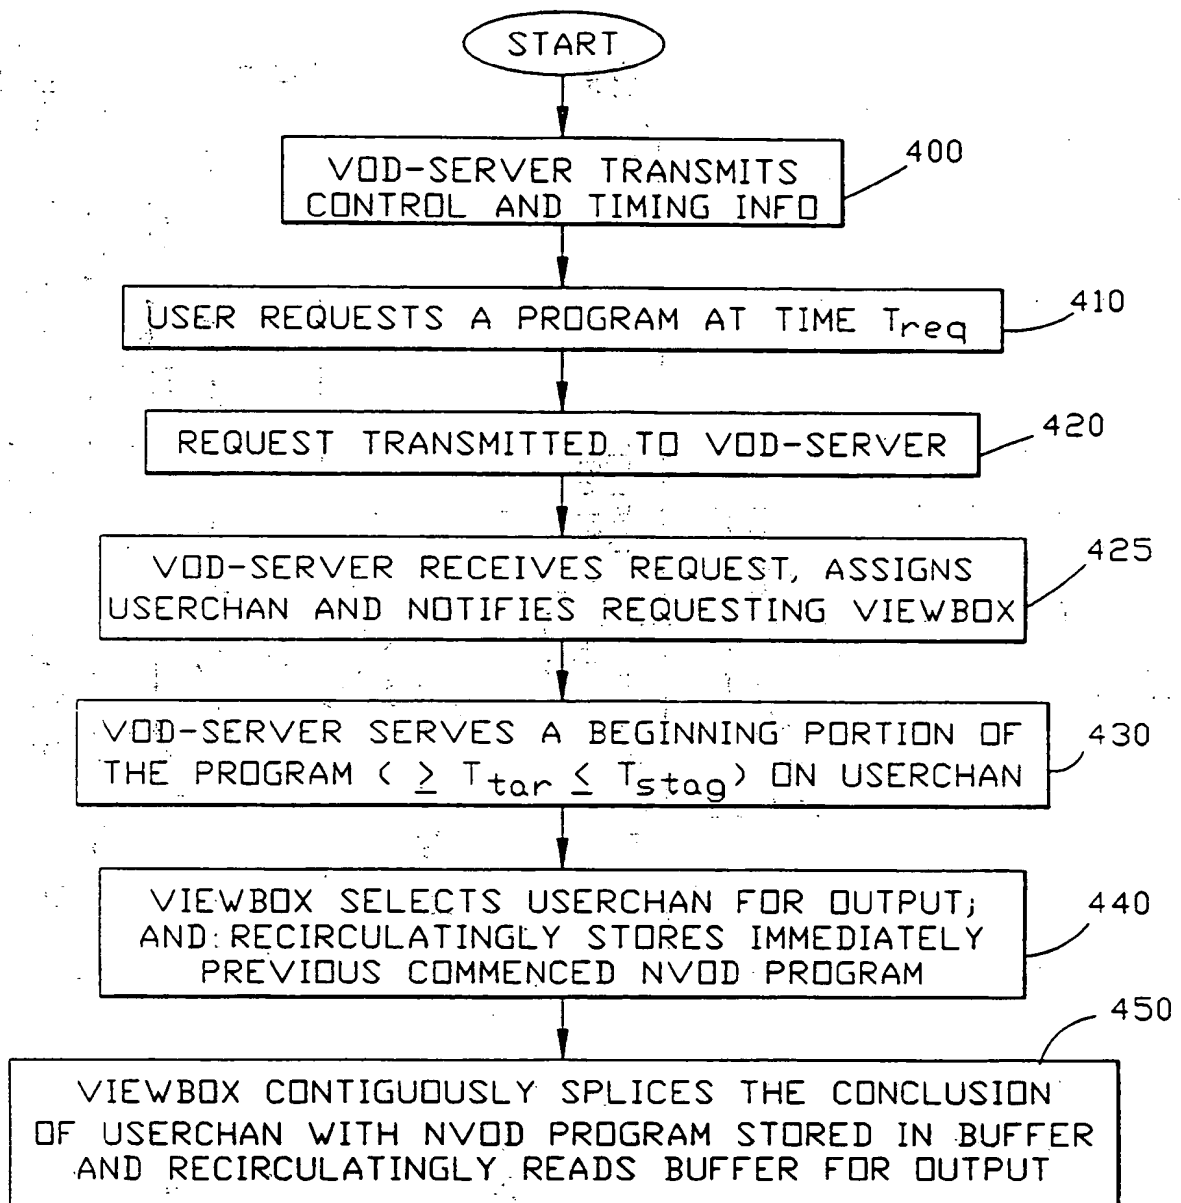 START
VOD-SERVER TRANSMITS
CONTROL AND TIMING INFO
400
USER REQUESTS A PROGRAM AT TIME Treq
410
REQUEST TRANSMITTED TO VOD-SERVER
420
VOD-SERVER RECEIVES REQUEST, ASSIGNS
USERCHAN AND NOTIFIES REQUESTING VIEWBOX
425
VOD-SERVER SERVES A BEGINNING PORTION OF
THE PROGRAM ( ≥ Ttar ≤ Tstag) ON USERCHAN
430
VIEWBOX SELECTS USERCHAN FOR OUTPUT;
AND RECIRCULATINGLY STORES IMMEDIATELY
PREVIOUS COMMENCED NVOD PROGRAM
440
VIEWBOX CONTIGUOUSLY SPLICES THE CONCLUSION
OF USERCHAN WITH NVOD PROGRAM STORED IN BUFFER
AND RECIRCULATINGLY READS BUFFER FOR OUTPUT
450